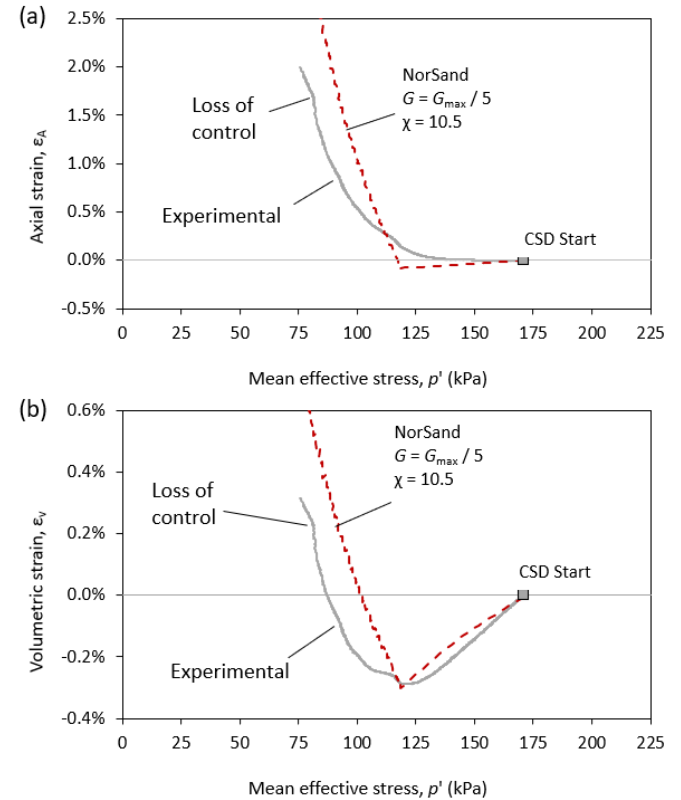 (a)
2.5%
2.0%
1.5%
1.0%
0.5%
0.0%
-0.5%
Axial strain, εA
NorSand
G = Gmax / 5
χ = 10.5
Loss of
control
Experimental
CSD Start
0 25 50 75 100 125 150 175 200 225
Mean effective stress, p' (kPa)
(b)
0.6%
0.4%
0.2%
0.0%
-0.2%
-0.4%
Volumetric strain, εv
NorSand
G = Gmax / 5
χ = 10.5
Loss of
control
CSD Start
Experimental
0 25 50 75 100 125 150 175 200 225
Mean effective stress, p' (kPa)